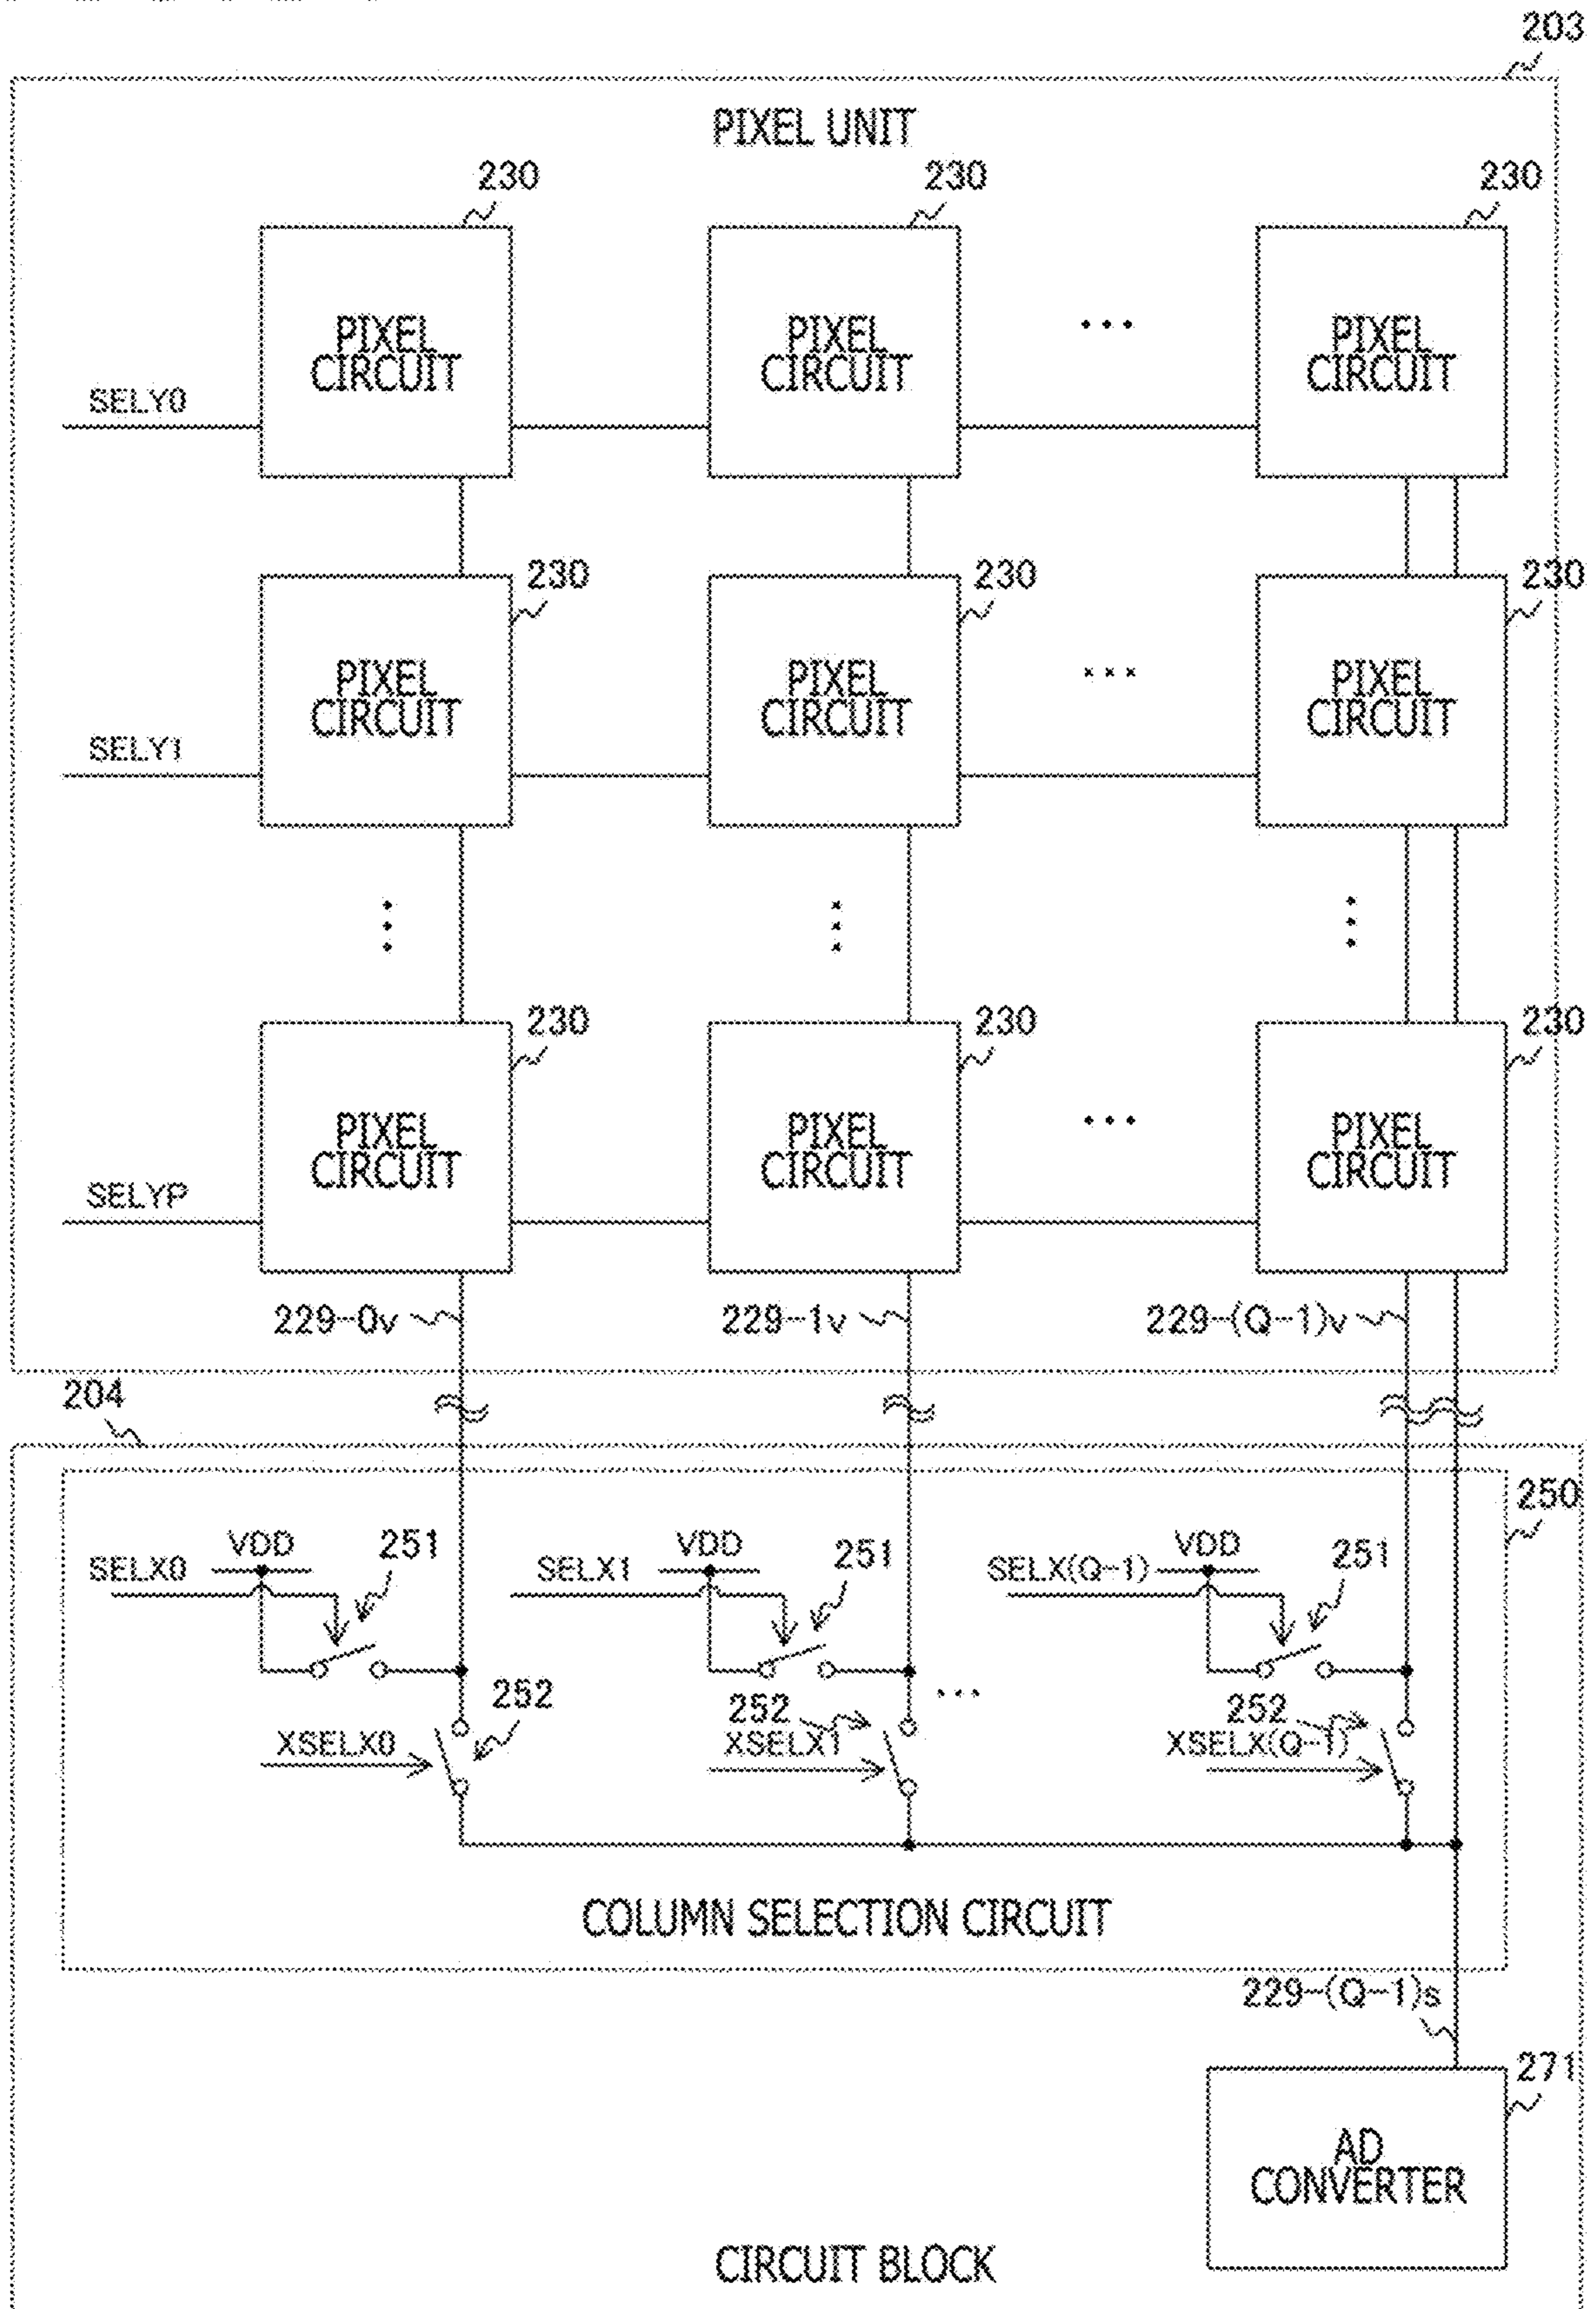 203
PIXEL UNIT
230 230 230
PIXEL CIRCUIT
PIXEL CIRCUIT
...
PIXEL CIRCUIT
SELY0
230 230 230
PIXEL CIRCUIT
PIXEL CIRCUIT
...
PIXEL CIRCUIT
SELY1
230 230 230
PIXEL CIRCUIT
PIXEL CIRCUIT
...
PIXEL CIRCUIT
SELYP
229-0v 229-1v 229-(Q-1)v
204
250
SELX0 VDD 251
SELX1 VDD 251
SELX(Q-1) VDD 251
252 252 ... 252
XSELX0 XSELX1 XSELX(Q-1)
COLUMN SELECTION CIRCUIT
229-(Q-1)s
271
AD
CONVERTER
CIRCUIT BLOCK